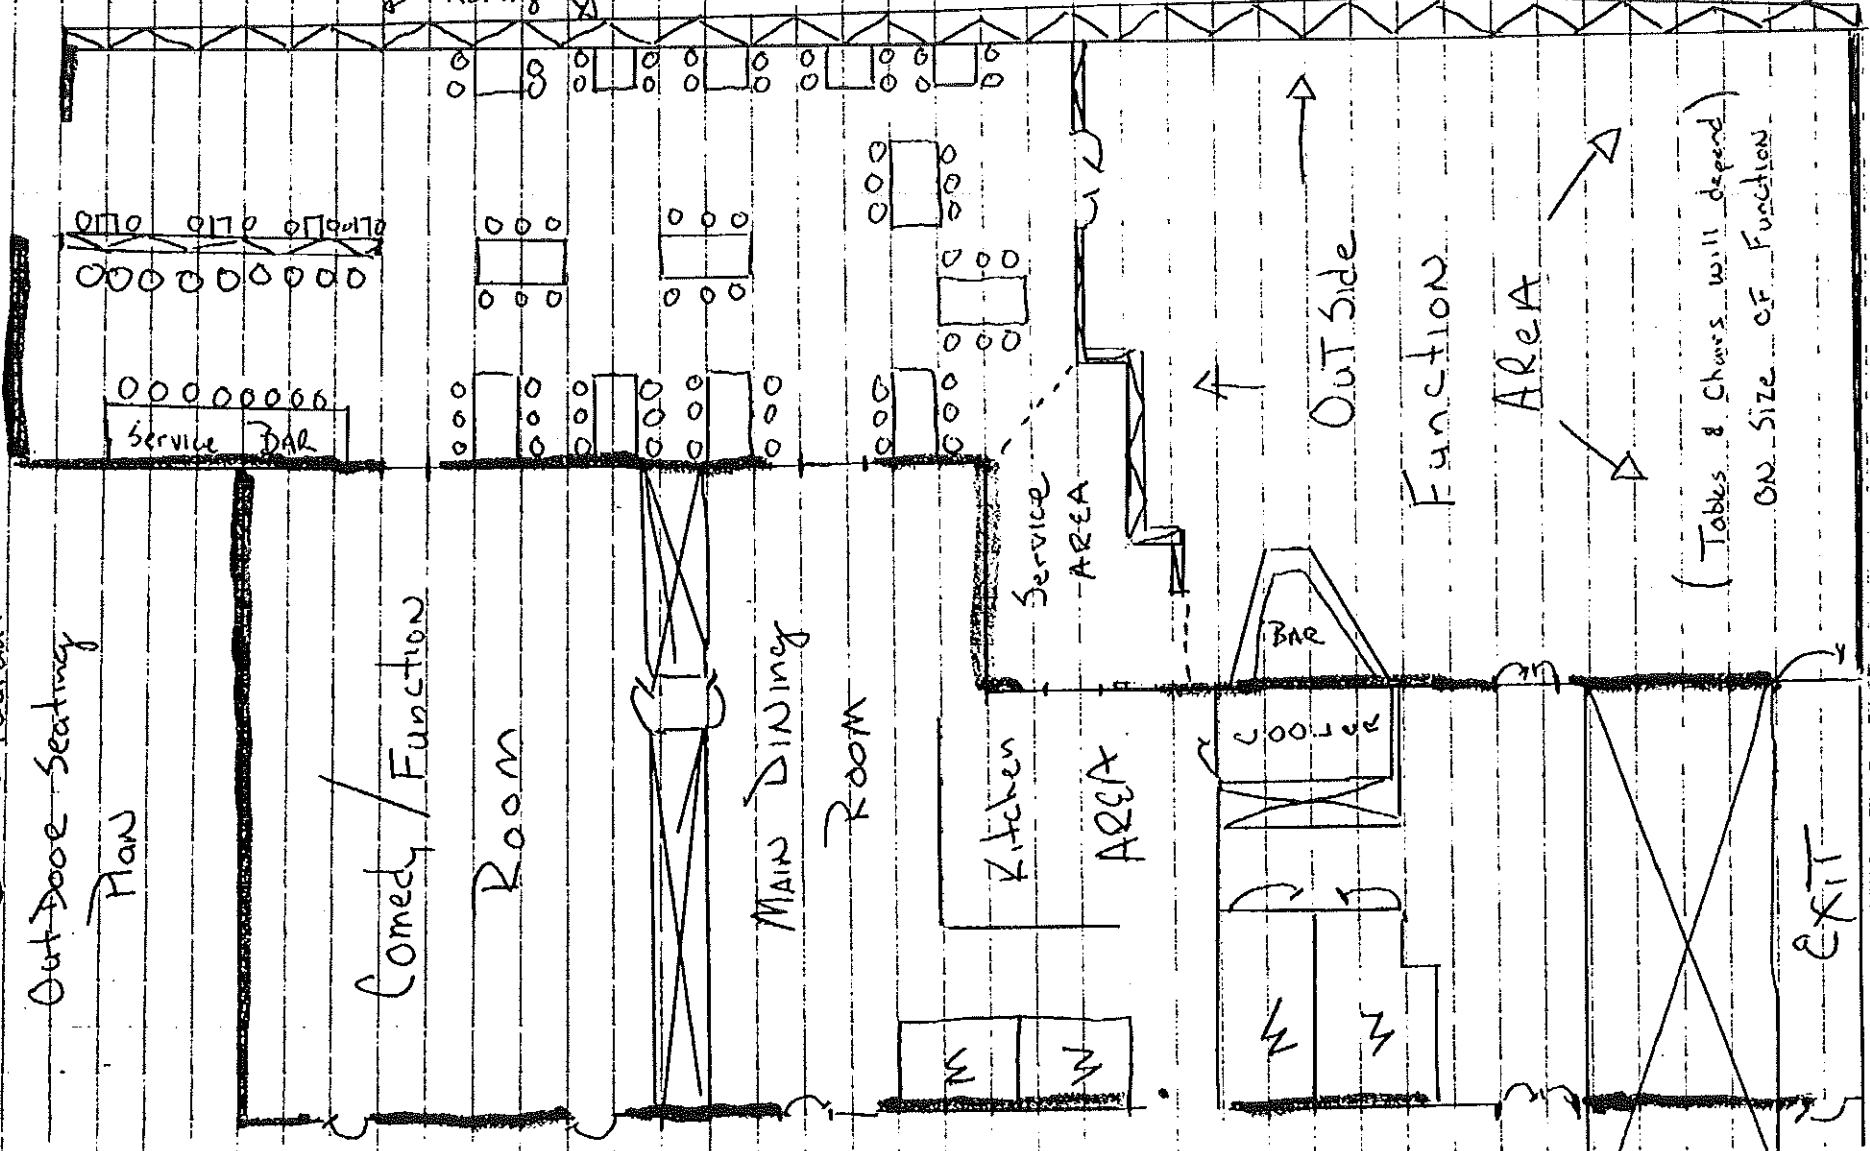 Service BAR
OutDoor Seating
Plan
Comedy / Function
Room
MAIN DINING
ROOM
Service
AREA
Kitchen
AREA
BAR
COOLER
OUTSide
Function
AREA
(Tables & Chairs will depend)
ON Size OF Function
EXIT
M
W